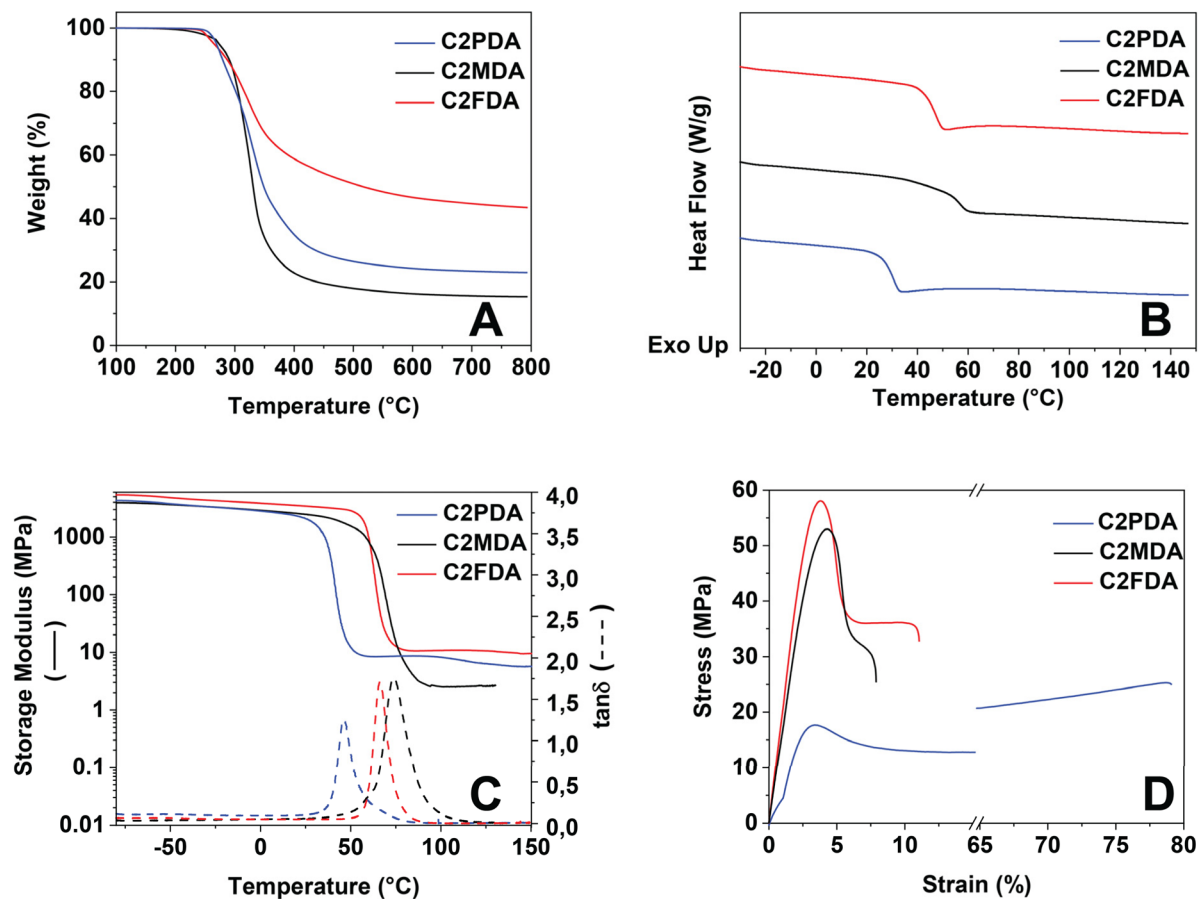 100
80
60
40
20
0
Weight (%)
C2PDA
C2MDA
C2FDA
A
100 200 300 400 500 600 700 800
Temperature (°C)
Heat Flow (W/g)
C2PDA
C2MDA
C2FDA
B
Exo Up
-20 0 20 40 60 80 100 120 140
Temperature (°C)
Storage Modulus (MPa)
( — )
1000
100
10
1
0.1
0.01
C2PDA
C2MDA
C2FDA
4,0
3,5
3,0
2,5
2,0
1,5
1,0
0,5
0,0
tanδ (---)
C
-50 0 50 100 150
Temperature (°C)
60
50
40
30
20
10
0
Stress (MPa)
C2PDA
C2MDA
C2FDA
D
0 5 10 65 70 75 80
Strain (%)